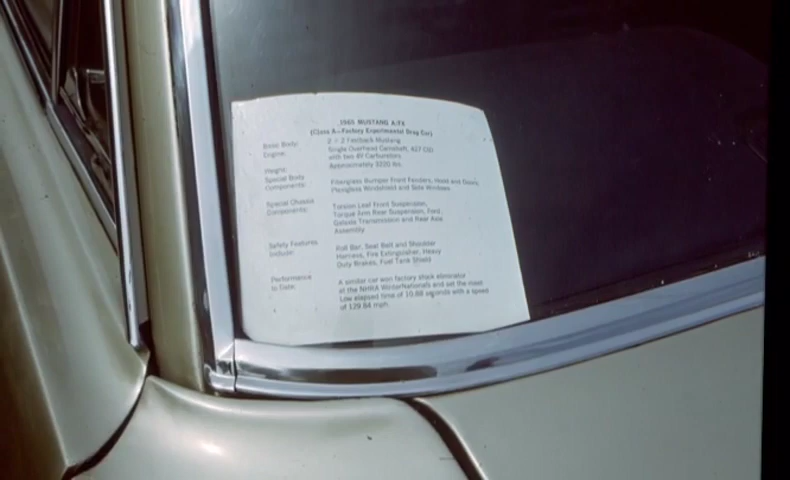 1965 MUSTANG A/FX
(Class A—Factory Experimental Drag Car)
Basic Body: 2 + 2 Fastback Mustang
Engine: Single Overhead Camshaft, 427 CID
with two 4V Carburetors
Weight: Approximately 3220 lbs.
Special Body Fiberglass Bumper Front Fenders, Hood and Doors,
Components: Plexiglass Windshield and Side Windows
Special Chassis Torsion Leaf Front Suspension,
Components: Torque Arm Rear Suspension, Ford
Galaxie Transmission and Rear Axle
Assembly
Safety Features Roll Bar, Seat Belt and Shoulder
Include: Harness, Fire Extinguisher, Heavy
Duty Brakes, Fuel Tank Shield
Performance A similar car won factory stock eliminator
to Date: at the NHRA Winternationals and set the meet
Low elapsed time of 10.88 seconds with a speed
of 129.84 mph.